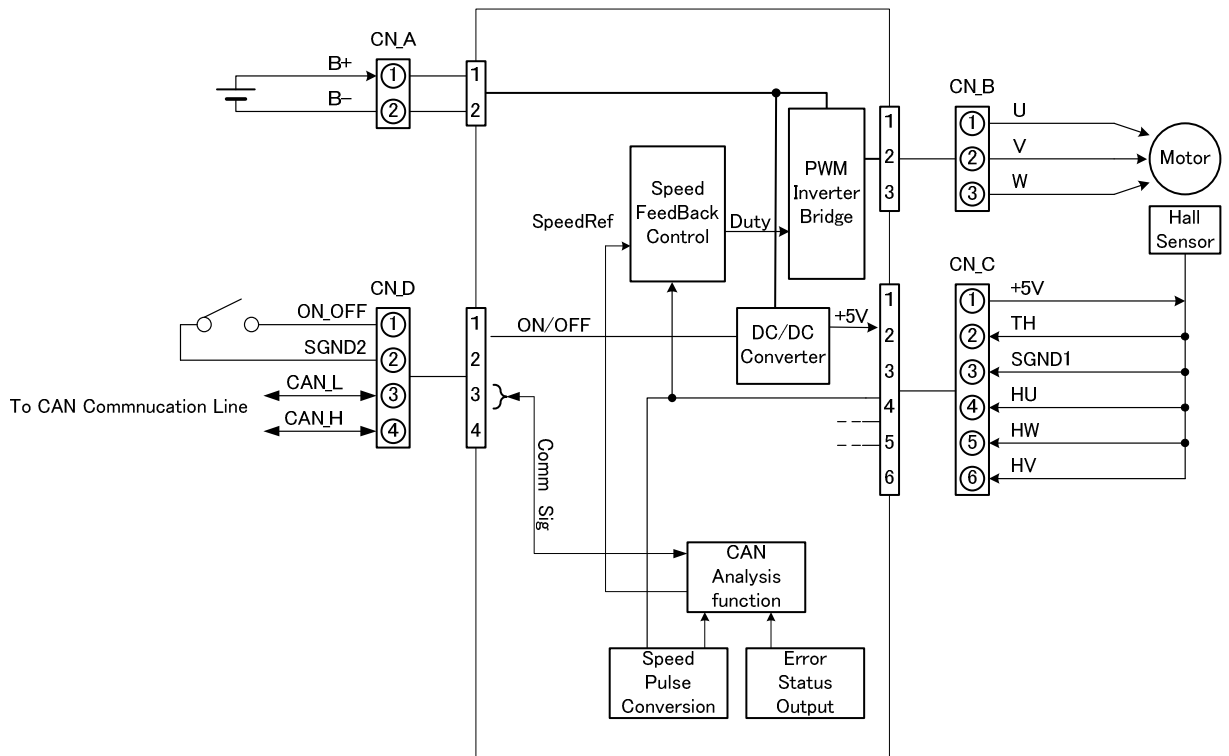 CN_A
B+
①
1
B-
②
2
CN_B
1
2
3
①
②
③
U
V
W
Motor
Hall
Sensor
PWM
Inverter
Bridge
Speed
FeedBack
Control
Duty
SpeedRef
CN_D
ON_OFF
①
SGND2
②
CAN_L
③
CAN_H
④
To CAN Commnucation Line
1
2
3
4
ON/OFF
DC/DC
Converter
+5V
1
2
3
4
5
6
CN_C
①
+5V
②
TH
③
SGND1
④
HU
⑤
HW
⑥
HV
Comm Sig
CAN
Analysis
function
Speed
Pulse
Conversion
Error
Status
Output